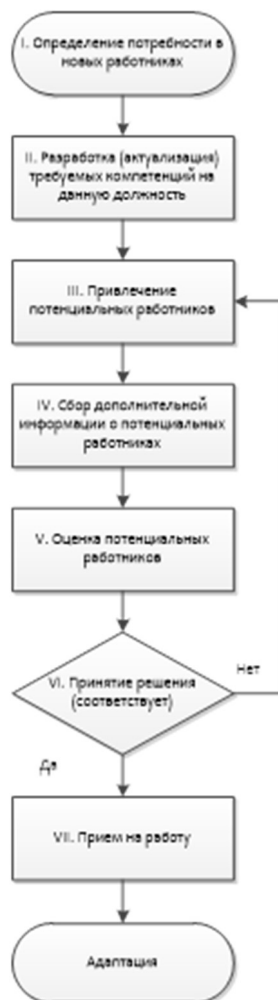 I. Определение потребности в
новых работниках
II. Разработка (актуализация)
требуемых компетенций на
данную должность
III. Привлечение
потенциальных работников
IV. Сбор дополнительной
информации о потенциальных
работниках
V. Оценка потенциальных
работников
VI. Принятие решения
(соответствует)
Нет
Да
VII. Прием на работу
Адаптация